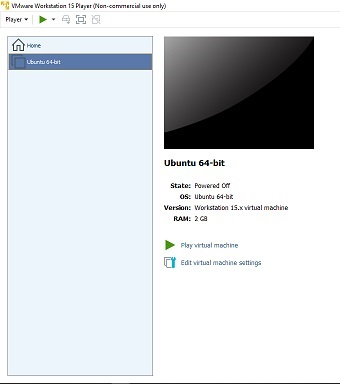 VMware Workstation 15 Player (Non-commercial use only)
Player
Home
Ubuntu 64-bit
Ubuntu 64-bit
State: Powered Off
OS: Ubuntu 64-bit
Version: Workstation 15.x virtual machine
RAM: 2 GB
Play virtual machine
Edit virtual machine settings